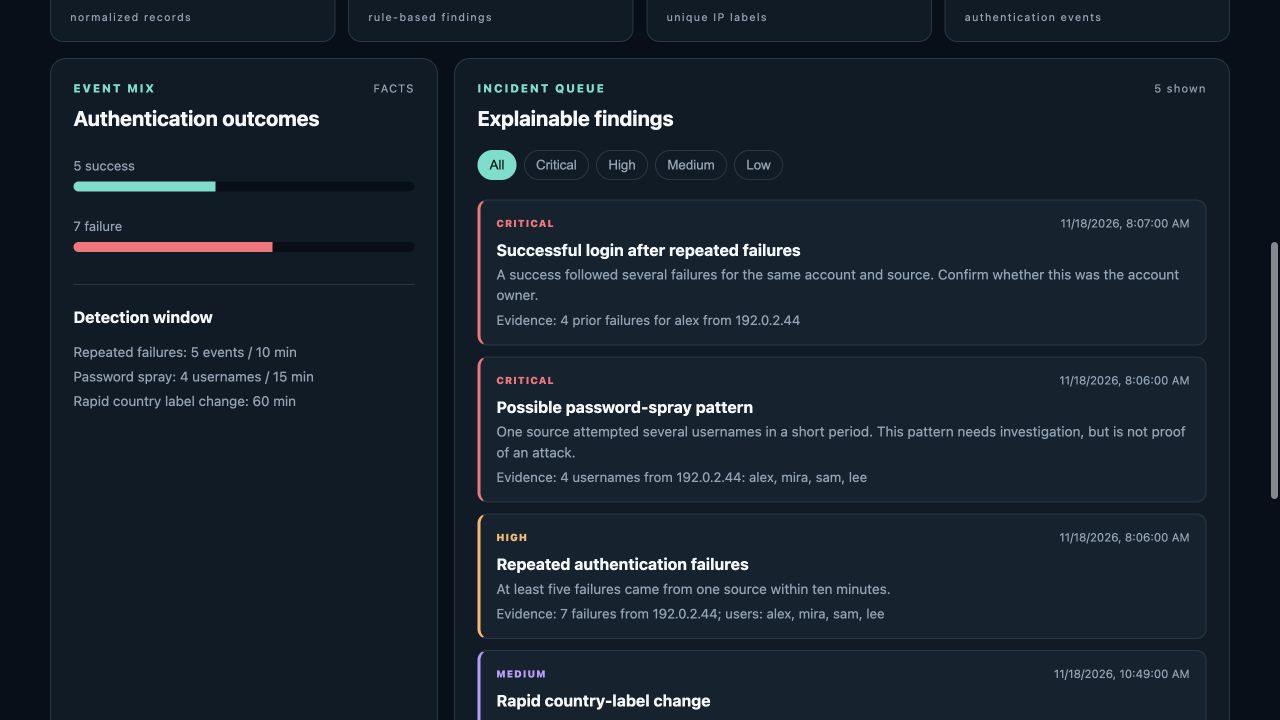 normalized records
rule-based findings
unique IP labels
authentication events
EVENT MIX
FACTS
Authentication outcomes
5 success
7 failure
Detection window
Repeated failures: 5 events / 10 min
Password spray: 4 usernames / 15 min
Rapid country label change: 60 min
INCIDENT QUEUE
5 shown
Explainable findings
All
Critical
High
Medium
Low
CRITICAL
11/18/2026, 8:07:00 AM
Successful login after repeated failures
A success followed several failures for the same account and source. Confirm whether this was the account
owner.
Evidence: 4 prior failures for alex from 192.0.2.44
CRITICAL
11/18/2026, 8:06:00 AM
Possible password-spray pattern
One source attempted several usernames in a short period. This pattern needs investigation, but is not proof
of an attack.
Evidence: 4 usernames from 192.0.2.44: alex, mira, sam, lee
HIGH
11/18/2026, 8:06:00 AM
Repeated authentication failures
At least five failures came from one source within ten minutes.
Evidence: 7 failures from 192.0.2.44; users: alex, mira, sam, lee
MEDIUM
11/18/2026, 10:49:00 AM
Rapid country-label change